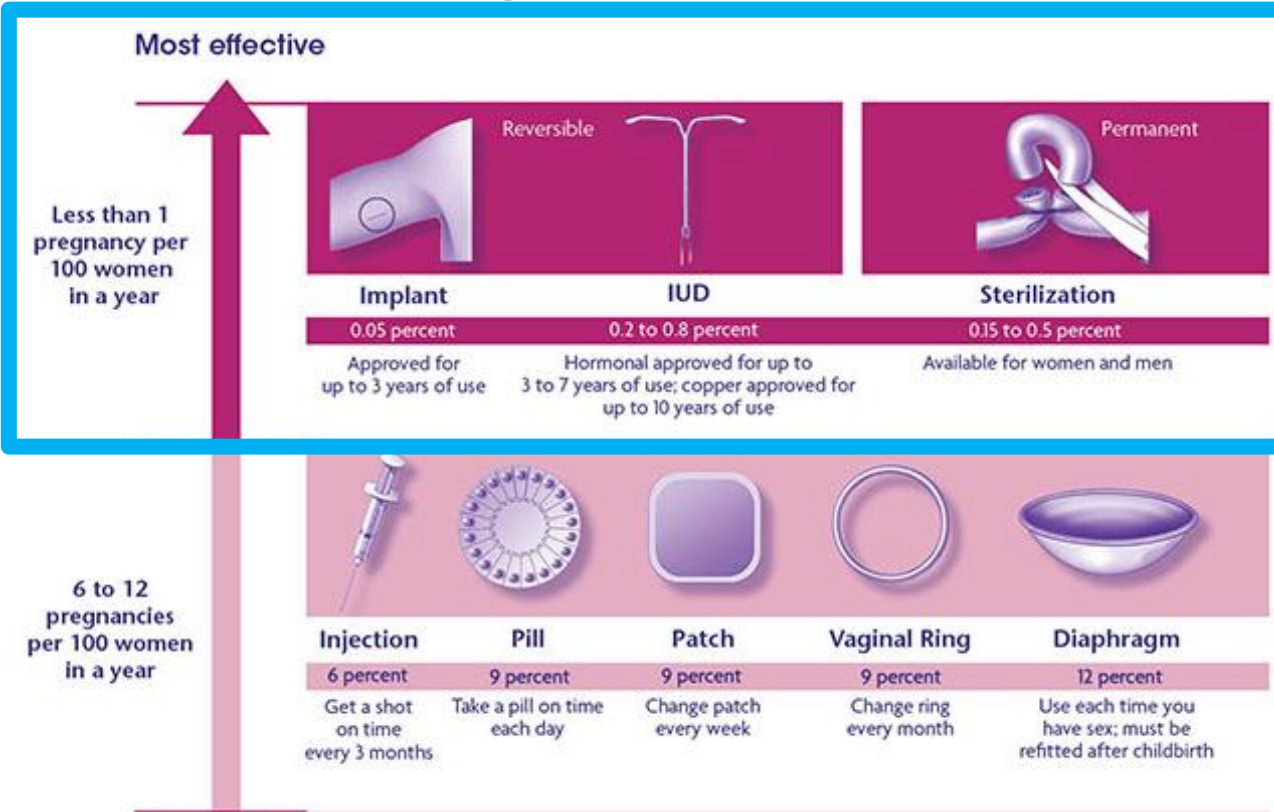 Most effective
Less than 1
pregnancy per
100 women
in a year
Reversible
Permanent
Implant
IUD
Sterilization
0.05 percent
0.2 to 0.8 percent
0.15 to 0.5 percent
Approved for
up to 3 years of use
Hormonal approved for up to
3 to 7 years of use; copper approved for
up to 10 years of use
Available for women and men
6 to 12
pregnancies
per 100 women
in a year
Injection
Pill
Patch
Vaginal Ring
Diaphragm
6 percent
9 percent
9 percent
9 percent
12 percent
Get a shot
on time
every 3 months
Take a pill on time
each day
Change patch
every week
Change ring
every month
Use each time you
have sex; must be
refitted after childbirth